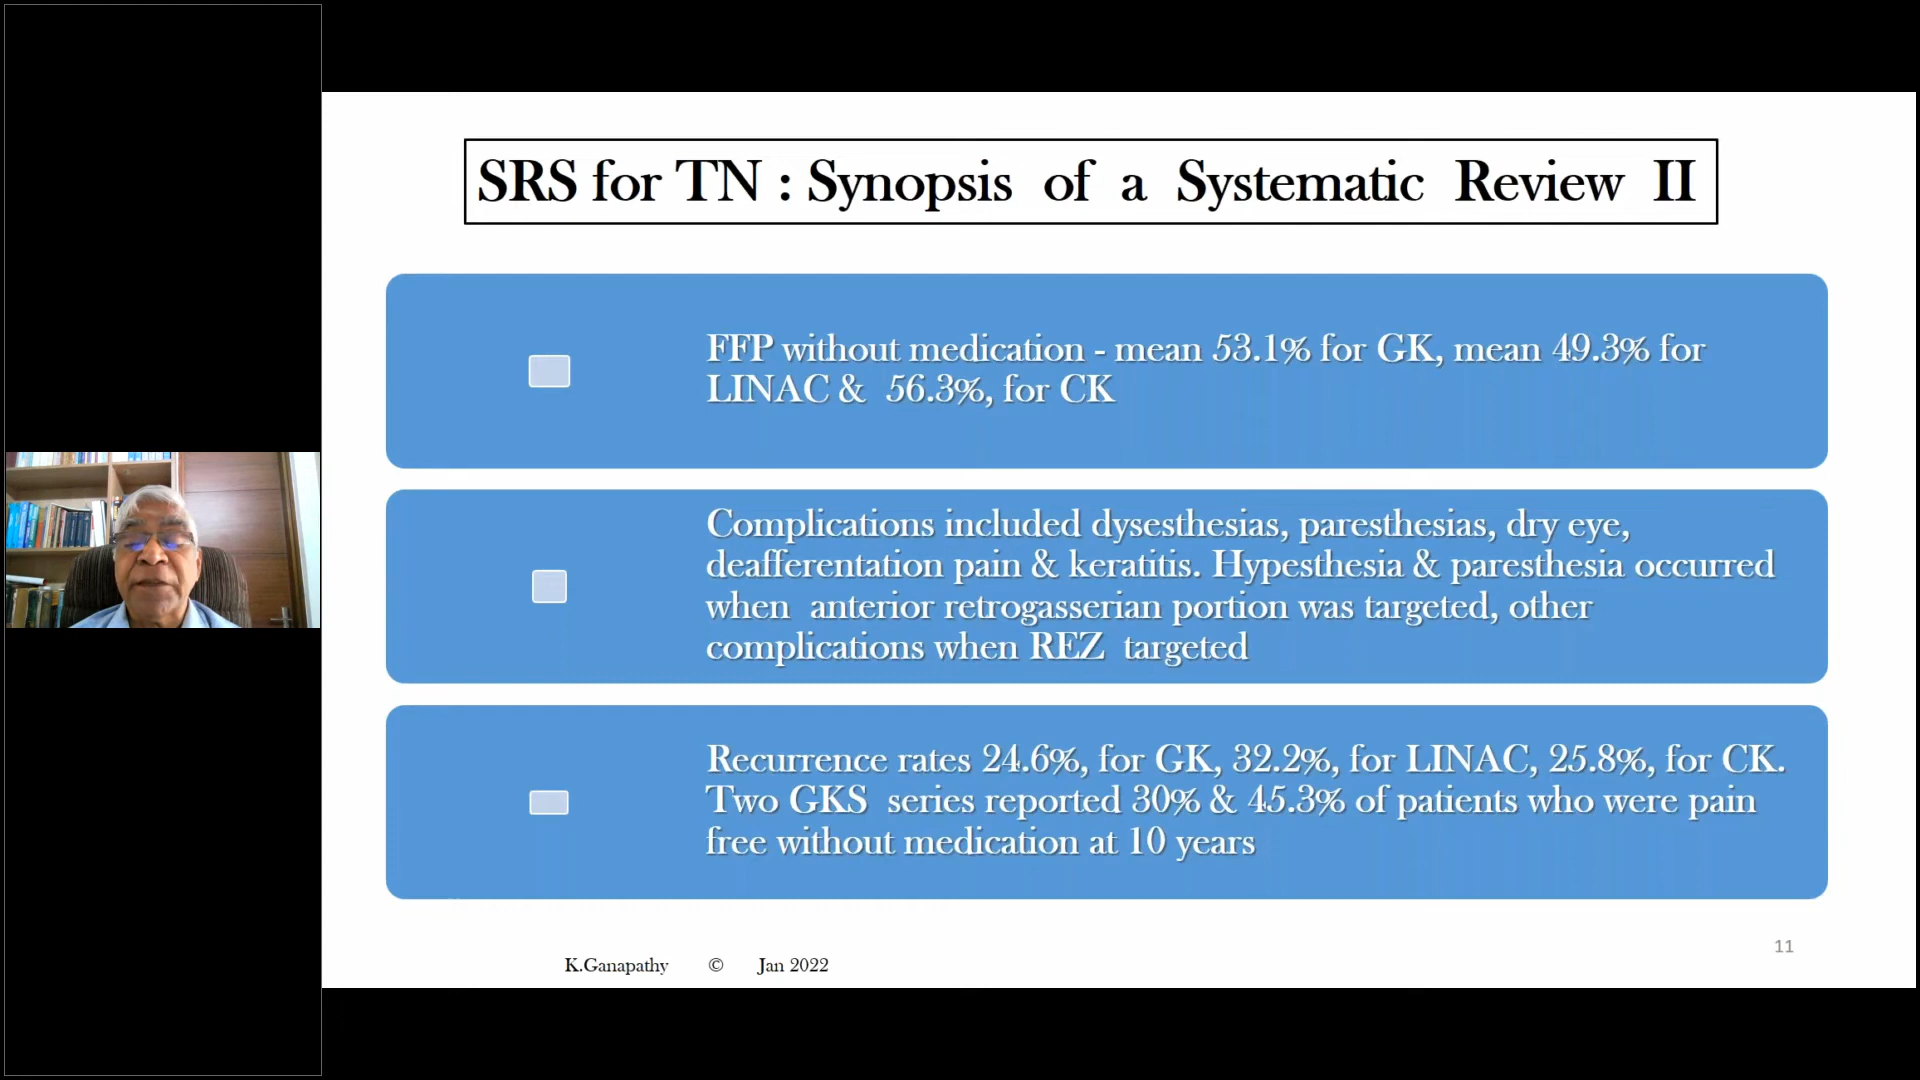 SRS for TN : Synopsis of a Systematic Review II
FFP without medication - mean 53.1% for GK, mean 49.3% for
LINAC & 56.3%, for CK
Complications included dysesthesias, paresthesias, dry eye,
deafferentation pain & keratitis. Hypesthesia & paresthesia occurred
when anterior retrogasserian portion was targeted, other
complications when REZ targeted
Recurrence rates 24.6%, for GK, 32.2%, for LINAC, 25.8%, for CK.
Two GKS series reported 30% & 45.3% of patients who were pain
free without medication at 10 years
K.Ganapathy © Jan 2022
11